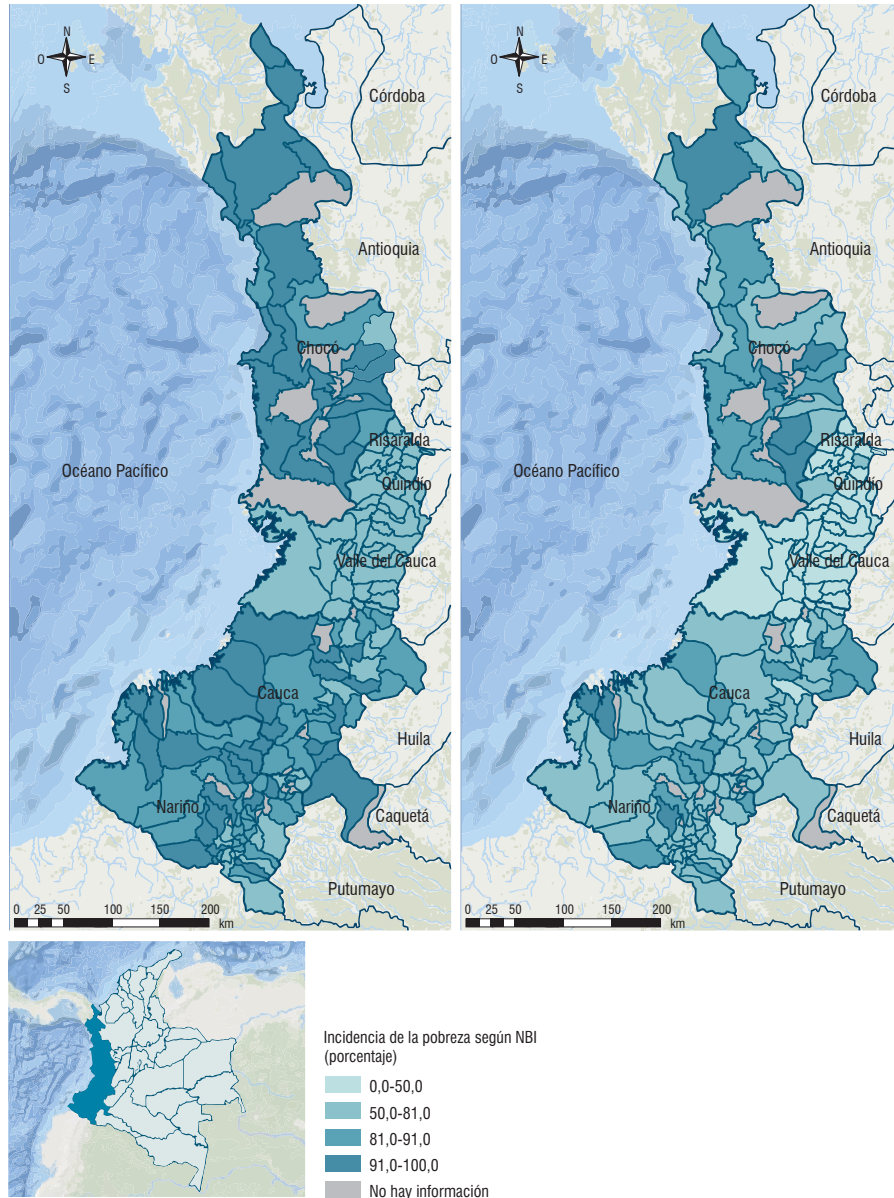 N
O E
S
Córdoba
Antioquia
Chocó
Risaralda
Océano Pacífico
Quindío
Valle del Cauca
Cauca
Huila
Nariño
Caquetá
Putumayo
0 25 50 100 150 200
km
N
O E
S
Córdoba
Antioquia
Chocó
Risaralda
Océano Pacífico
Quindío
Valle del Cauca
Cauca
Huila
Nariño
Caquetá
Putumayo
0 25 50 100 150 200
km
Incidencia de la pobreza según NBI
(porcentaje)
0,0-50,0
50,0-81,0
81,0-91,0
91,0-100,0
No hay información